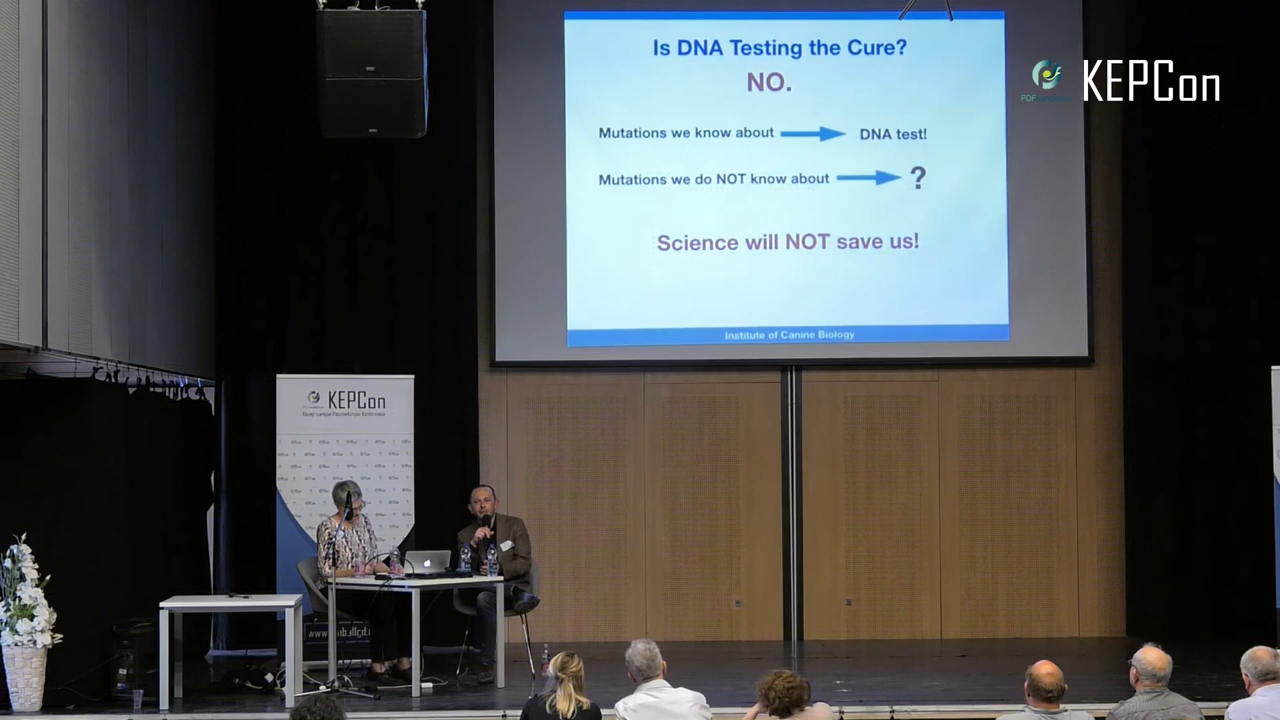 Is DNA Testing the Cure?
NO.
Mutations we know about
DNA test!
Mutations we do NOT know about
?
Science will NOT save us!
Institute of Canine Biology
KEPCon
KEPCon